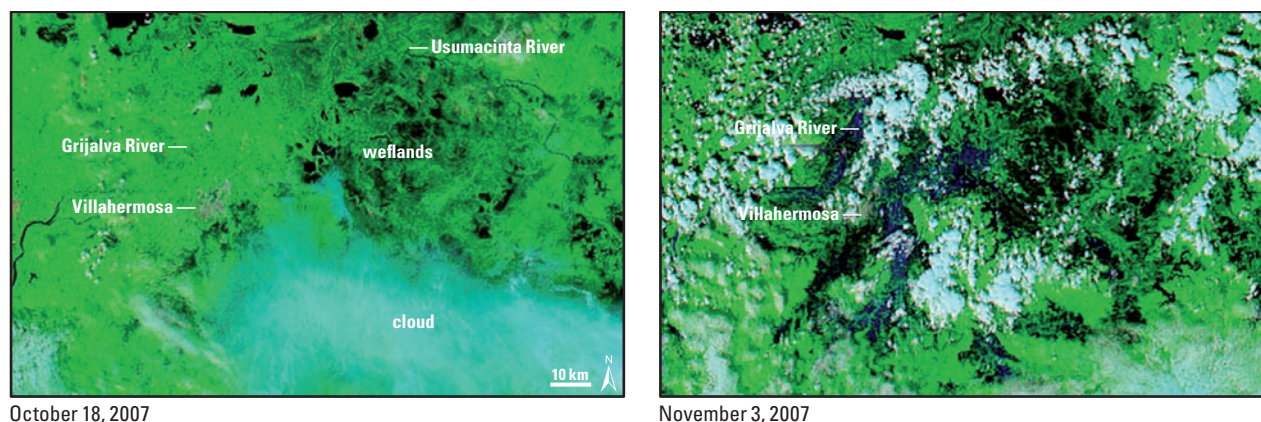 Usumacinta River
Grijalva River
weflands
Villahermosa
cloud
N
10 km
October 18, 2007
Grijalva River
Villahermosa
November 3, 2007